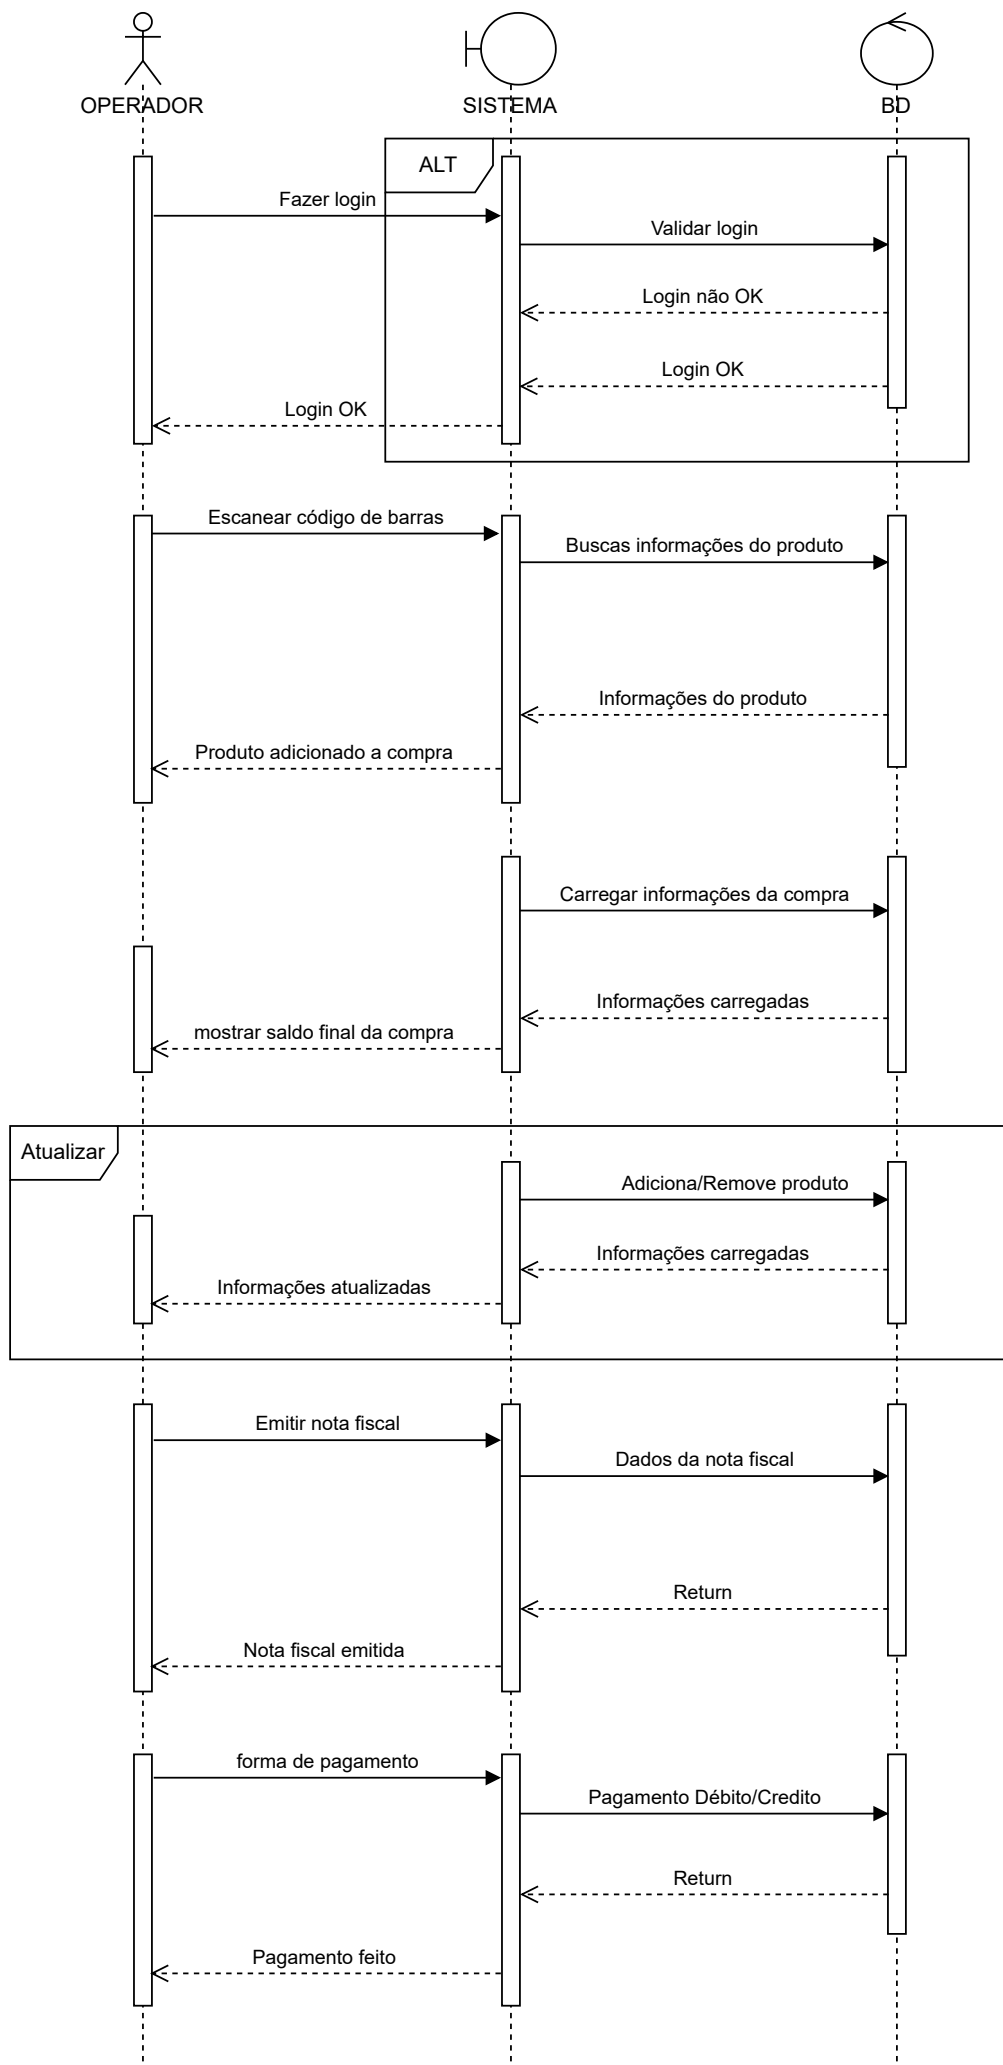 OPERADOR
SISTEMA
BD
ALT
Fazer login
Validar login
Login não OK
Login OK
Login OK
Escanear código de barras
Buscas informações do produto
Informações do produto
Produto adicionado a compra
Carregar informações da compra
Informações carregadas
mostrar saldo final da compra
Atualizar
Adiciona/Remove produto
Informações carregadas
Informações atualizadas
Emitir nota fiscal
Dados da nota fiscal
Return
Nota fiscal emitida
forma de pagamento
Pagamento Débito/Credito
Return
Pagamento feito